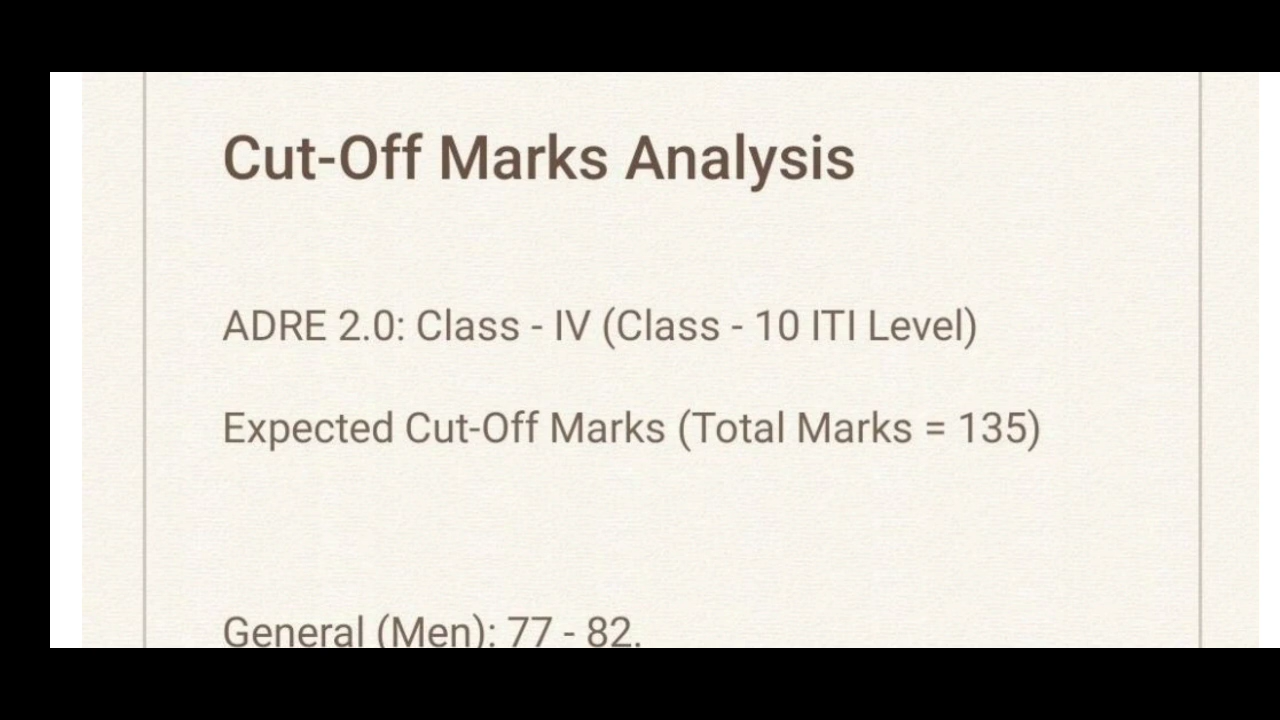 Cut-Off Marks Analysis
ADRE 2.0: Class - IV (Class - 10 ITI Level)
Expected Cut-Off Marks (Total Marks = 135)
General (Men): 77 - 82.